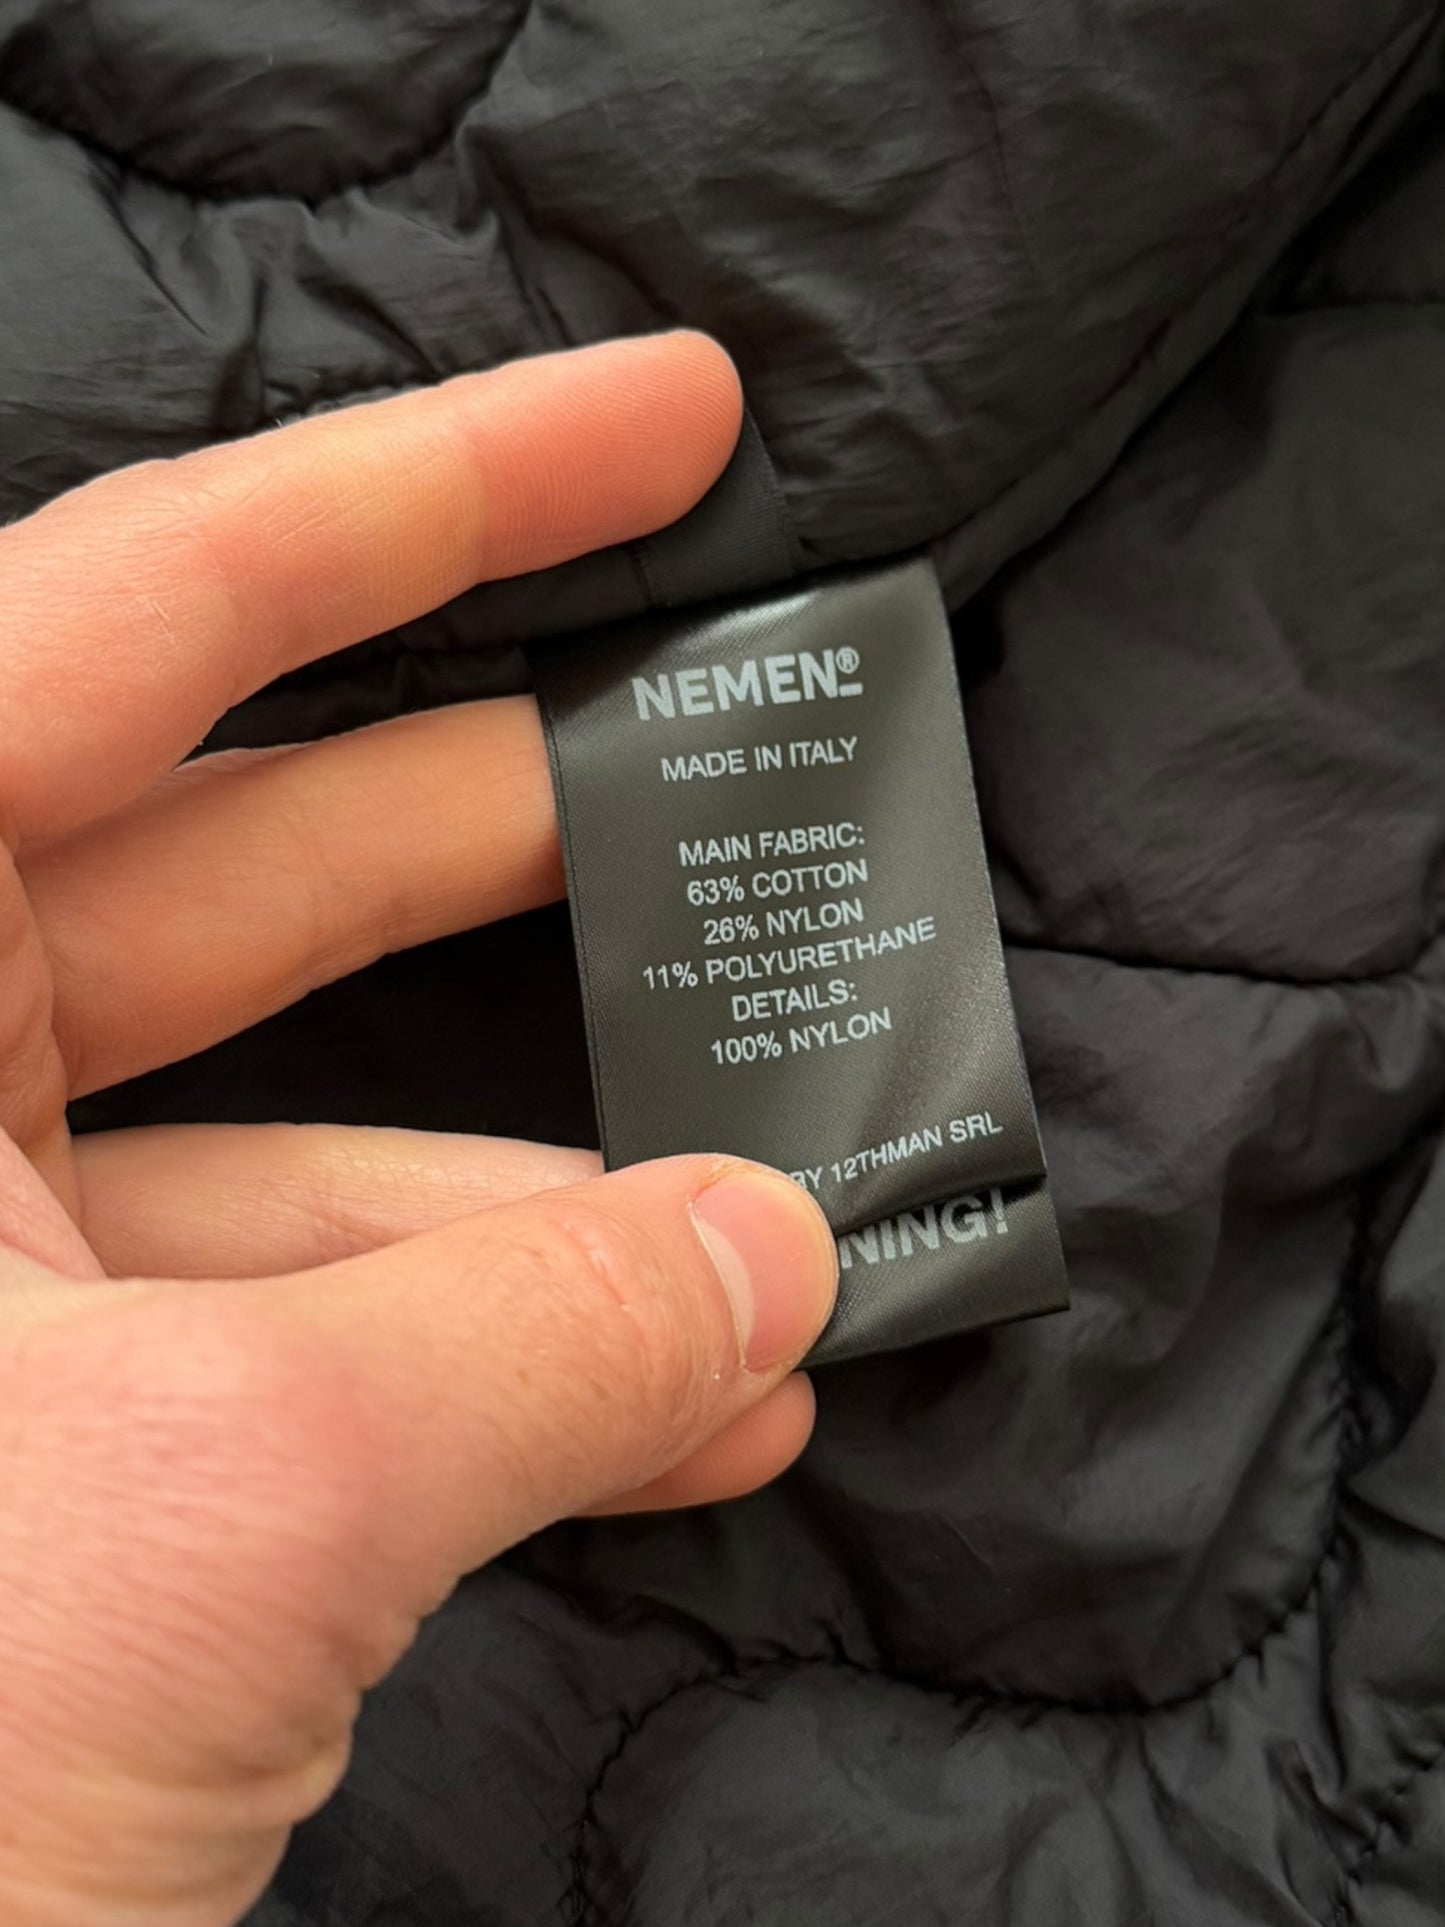 NEMEN®
MADE IN ITALY
MAIN FABRIC:
63% COTTON
26% NYLON
11% POLYURETHANE
DETAILS:
100% NYLON
BY 12THMAN SRL
NING!